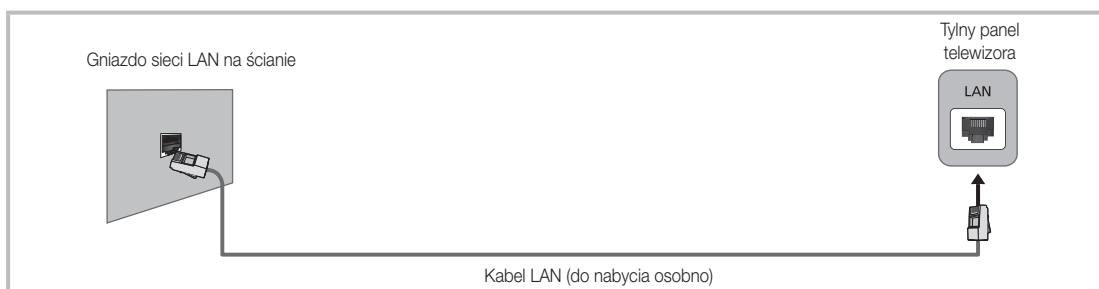 Gniazdo sieci LAN na ścianie
Tylny panel
telewizora
LAN
Kabel LAN (do nabycia osobno)